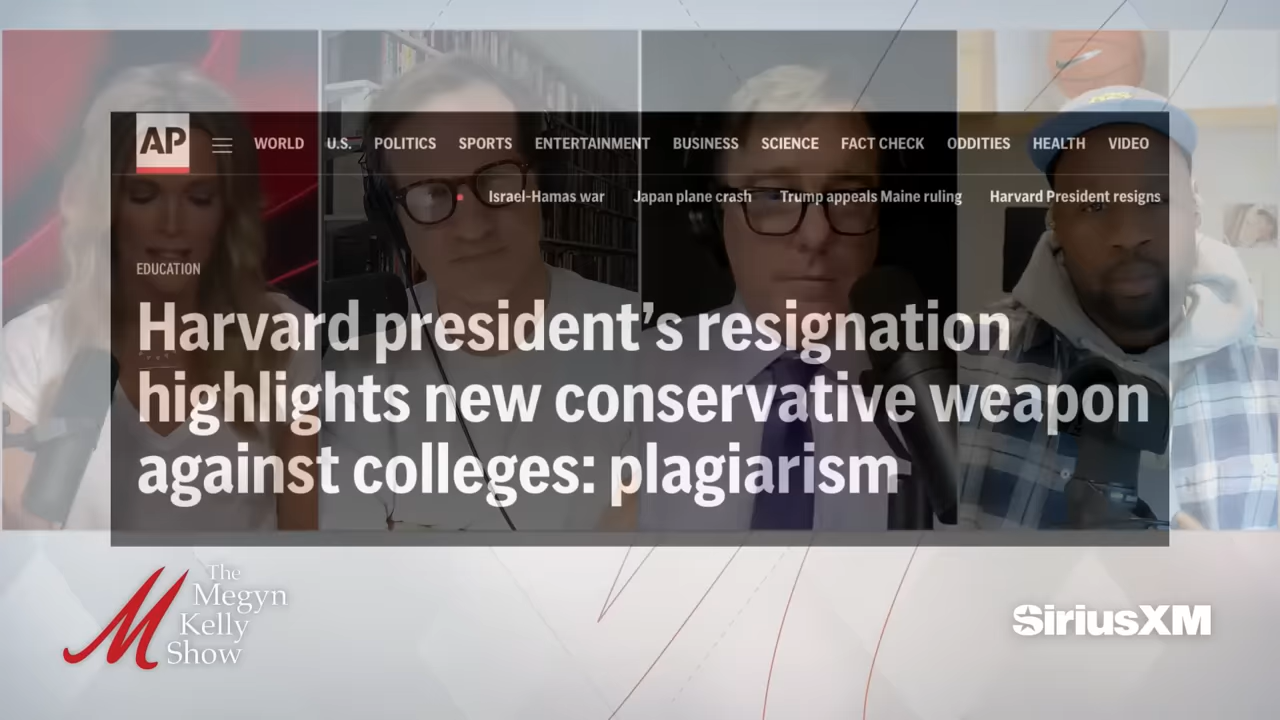 AP
WORLD U.S. POLITICS SPORTS ENTERTAINMENT BUSINESS SCIENCE FACT CHECK ODDITIES HEALTH VIDEO
Israel-Hamas war Japan plane crash Trump appeals Maine ruling Harvard President resigns
EDUCATION
Harvard president’s resignation
highlights new conservative weapon
against colleges: plagiarism
The
Megyn
Kelly
Show
M
SiriusXM